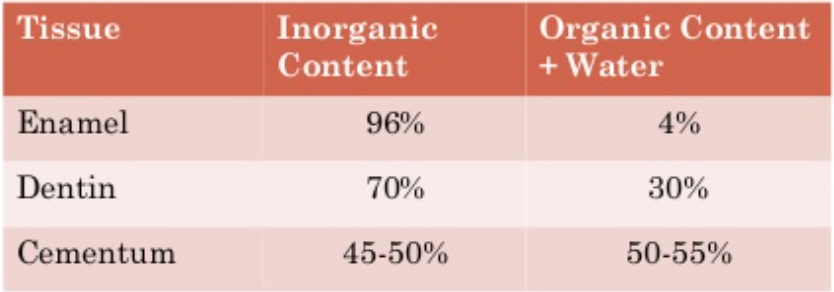 Tissue Inorganic Content Organic Content + Water
Enamel 96% 4%
Dentin 70% 30%
Cementum 45-50% 50-55%